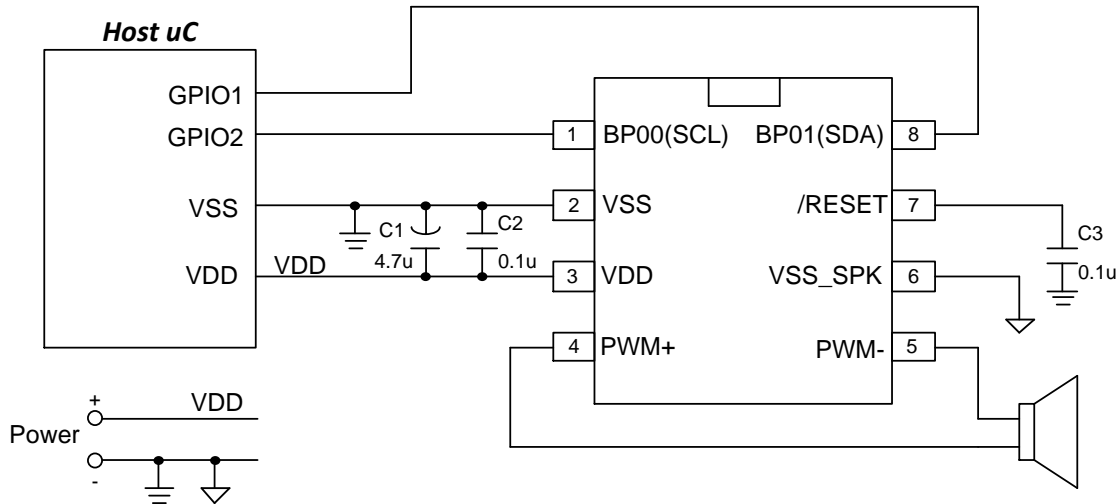 Host uC
GPIO1
GPIO2
VSS
VDD
VDD
C1
4.7u
C2
0.1u
1
BP00(SCL)
BP01(SDA)
8
2
VSS
/RESET
7
3
VDD
VSS_SPK
6
4
PWM+
PWM-
5
C3
0.1u
Power
+
VDD
-